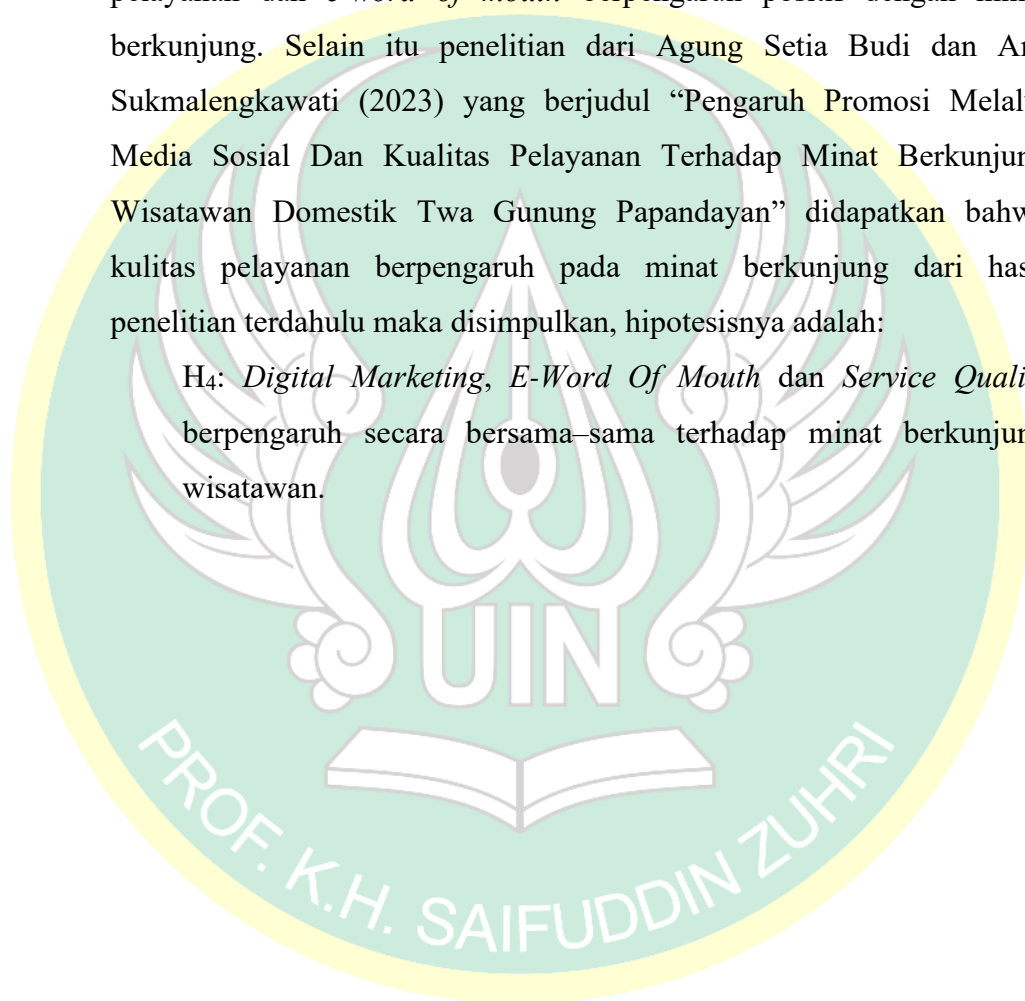 pelayanan dan e-word of mouth berpengaruh positif dengan
berkunjung. Selain itu penelitian dari Agung Setia Budi dan
Sukmalengkawati (2023) yang berjudul “Pengaruh Promosi
Media Sosial Dan Kualitas Pelayanan Terhadap Minat
Wisatawan Domestik Twa Gunung Papandayan” didapatkan
kulitas pelayanan berpengaruh pada minat berkunjung dari
penelitian terdahulu maka disimpulkan, hipotesisnya adalah:
H₄: Digital Marketing, E-Word Of Mouth dan Service
berpengaruh secara bersama–sama terhadap minat
wisatawan.
UIN
PROF. K.H. SAIFUDDIN ZUHRI